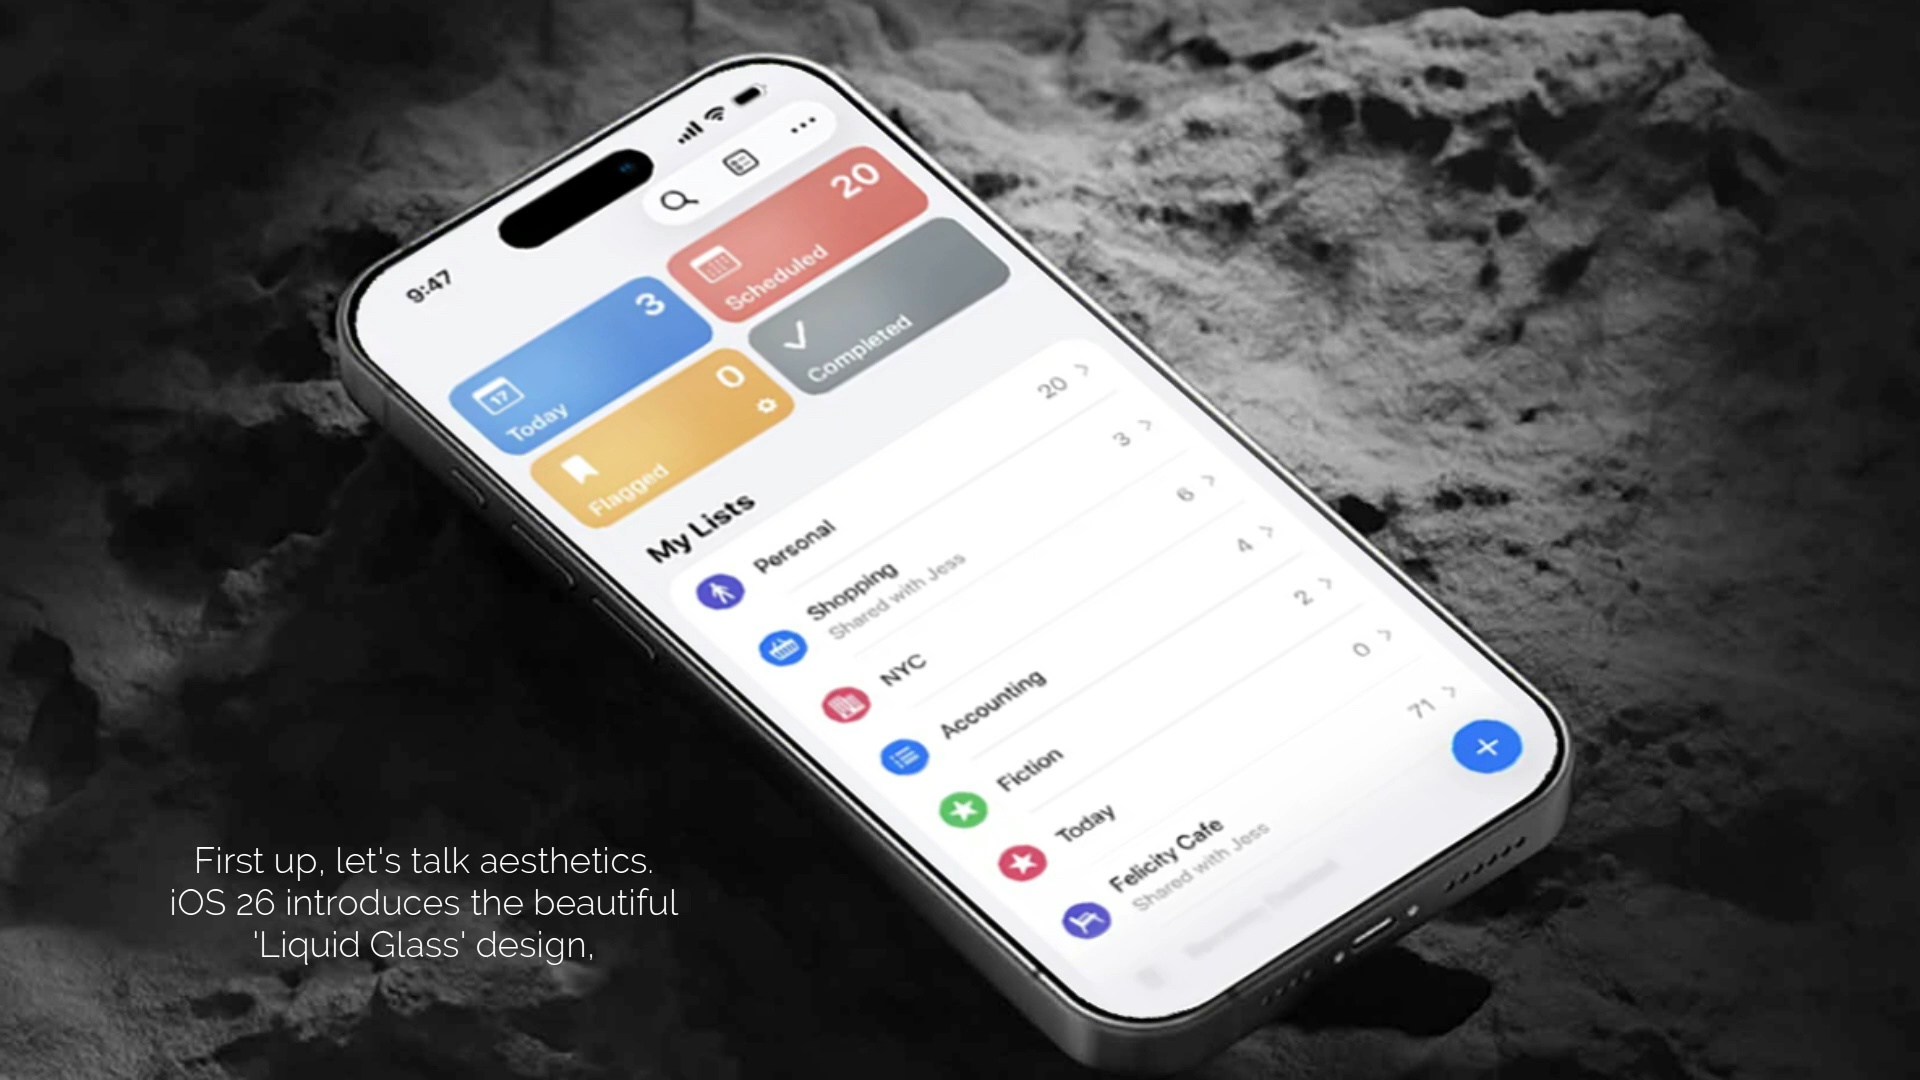 9:47
3
Today
17
20
Scheduled
0
Flagged
Completed
My Lists
Personal
20
Shopping
Shared with Jess
3
NYC
6
Accounting
4
Fiction
2
Today
0
Felicity Cafe
Shared with Jess
71
First up, let's talk aesthetics.
iOS 26 introduces the beautiful
'Liquid Glass' design,